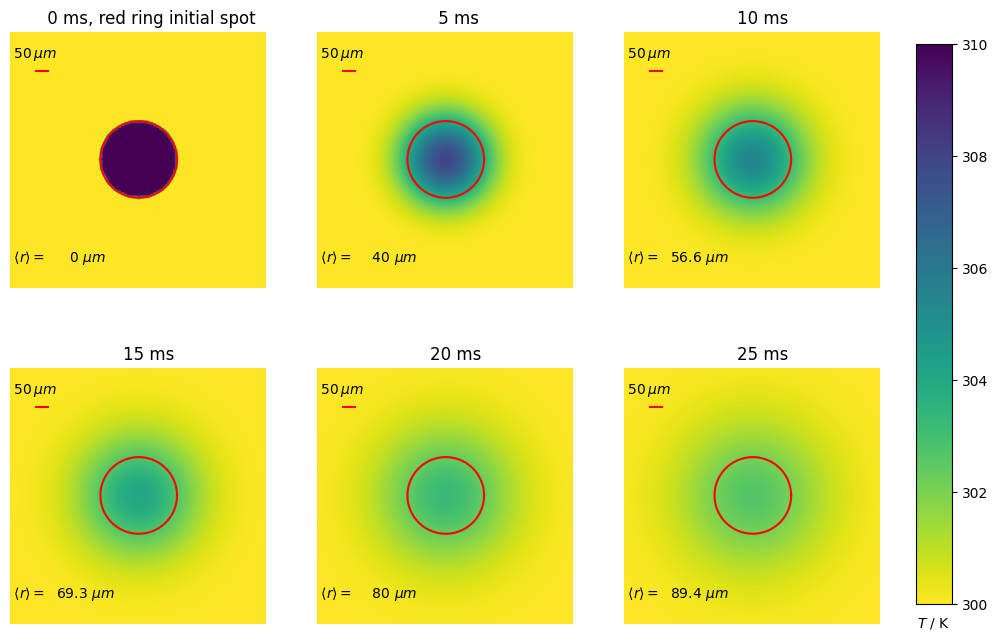 0 ms, red ring initial spot
50 μm
⟨r⟩ = 0 μm
5 ms
50 μm
⟨r⟩ = 40 μm
10 ms
50 μm
⟨r⟩ = 56.6 μm
15 ms
50 μm
⟨r⟩ = 69.3 μm
20 ms
50 μm
⟨r⟩ = 80 μm
25 ms
50 μm
⟨r⟩ = 89.4 μm
310
308
306
304
302
300
T / K